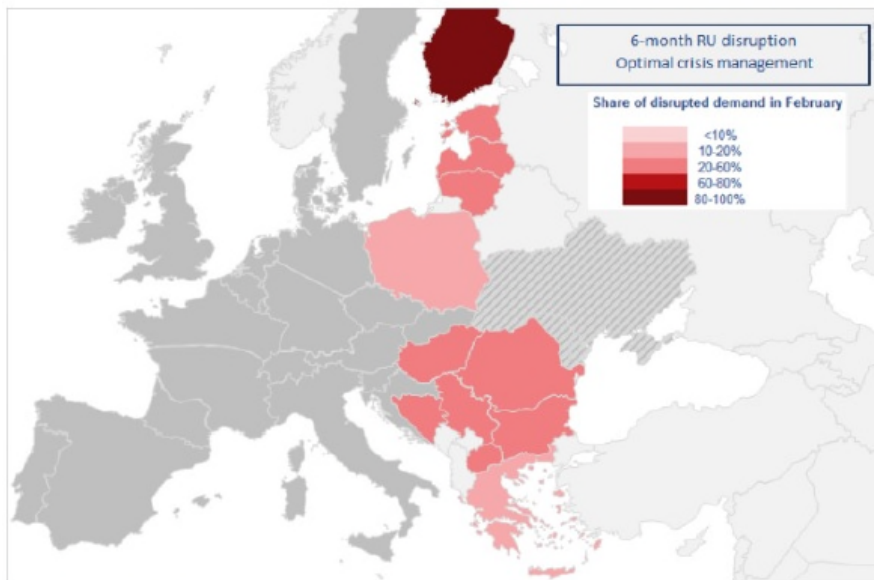 6-month RU disruption
Optimal crisis management
Share of disrupted demand in February
<10%
10-20%
20-60%
60-80%
80-100%